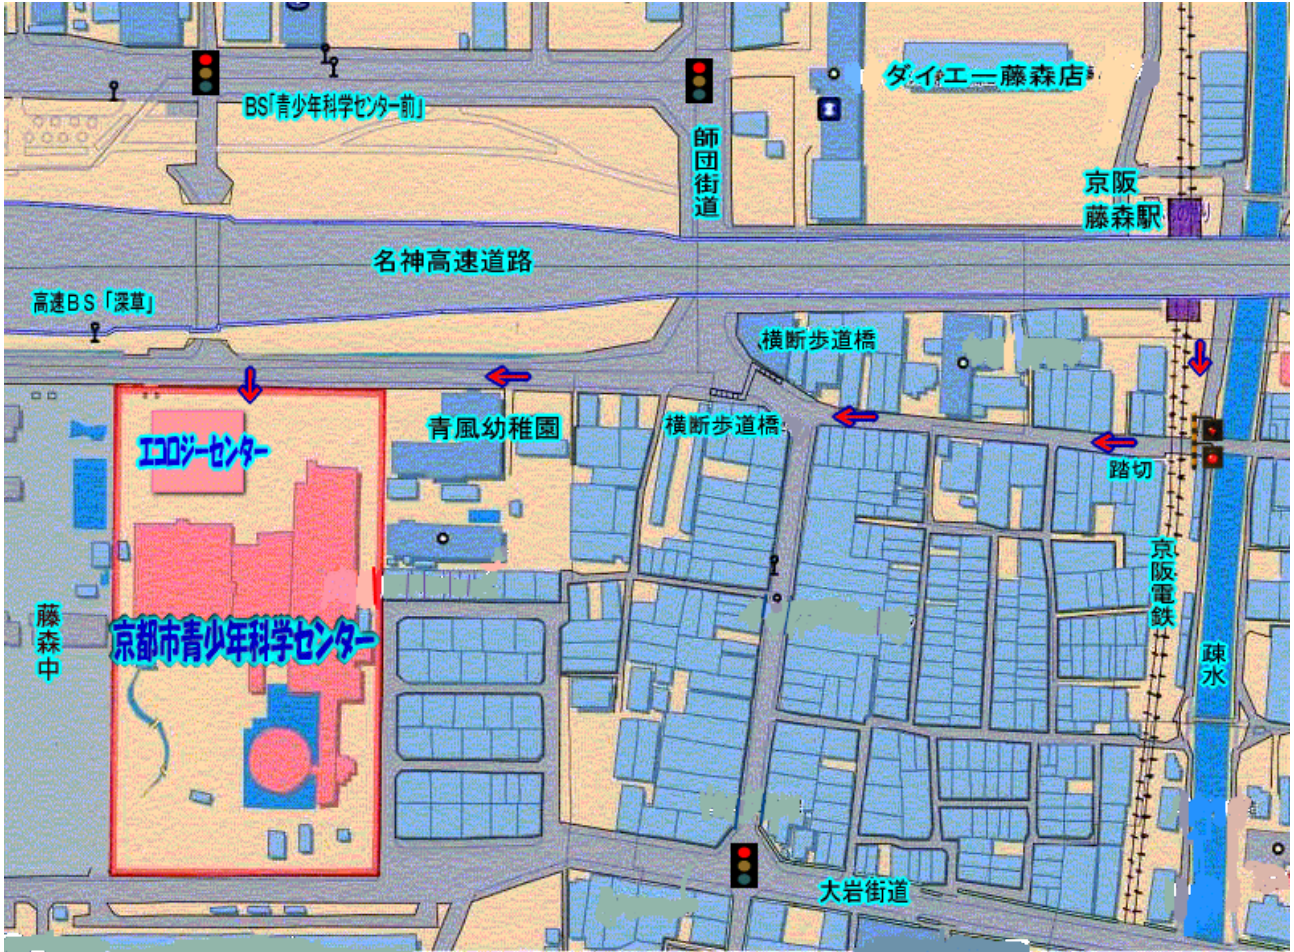 ダイエー藤森店
BS「青少年科学センター前」
師団街道
京阪
藤森駅
名神高速道路
高速BS「深草」
横断歩道橋
エコロジーセンター
青風幼稚園
横断歩道橋
踏切
京阪電鉄
藤森中
京都市青少年科学センター
疎水
大岩街道